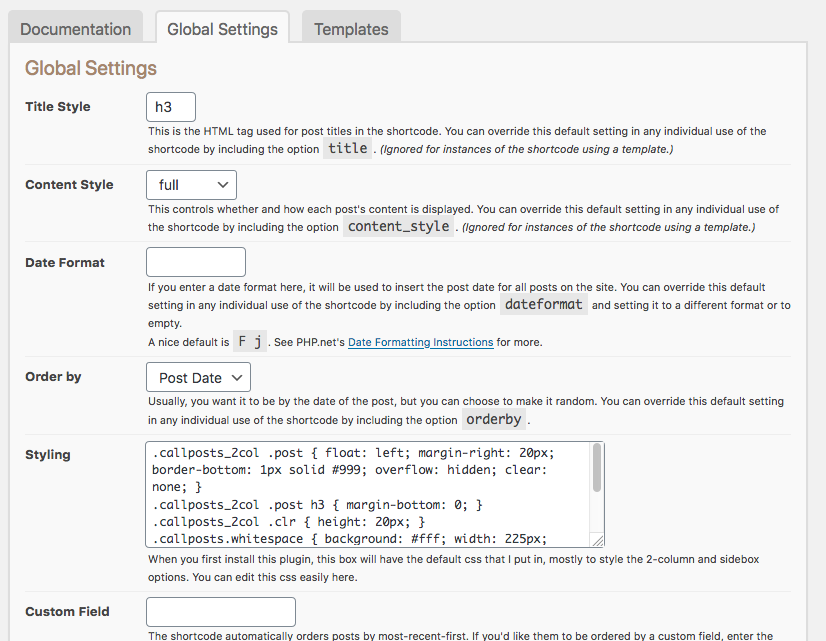 Documentation
Global Settings
Templates
Global Settings
Title Style
h3
This is the HTML tag used for post titles in the shortcode. You can override this default setting in any individual use of the
shortcode by including the option title . (Ignored for instances of the shortcode using a template.)
Content Style
full
This controls whether and how each post's content is displayed. You can override this default setting in any individual use of
the shortcode by including the option content_style . (Ignored for instances of the shortcode using a template.)
Date Format
If you enter a date format here, it will be used to insert the post date for all posts on the site. You can override this default
setting in any individual use of the shortcode by including the option dateformat and setting it to a different format or to
empty.
A nice default is F j . See PHP.net's Date Formatting Instructions for more.
Order by
Post Date
Usually, you want it to be by the date of the post, but you can choose to make it random. You can override this default setting
in any individual use of the shortcode by including the option orderby .
Styling
.callposts_2col .post { float: left; margin-right: 20px;
border-bottom: 1px solid #999; overflow: hidden; clear:
none; }
.callposts_2col .post h3 { margin-bottom: 0; }
.callposts_2col .clr { height: 20px; }
.callposts.whitespace { background: #fff; width: 225px;
When you first install this plugin, this box will have the default css that I put in, mostly to style the 2-column and sidebox
options. You can edit this css easily here.
Custom Field
The shortcode automatically orders posts by most-recent-first. If you'd like them to be ordered by a custom field, enter the